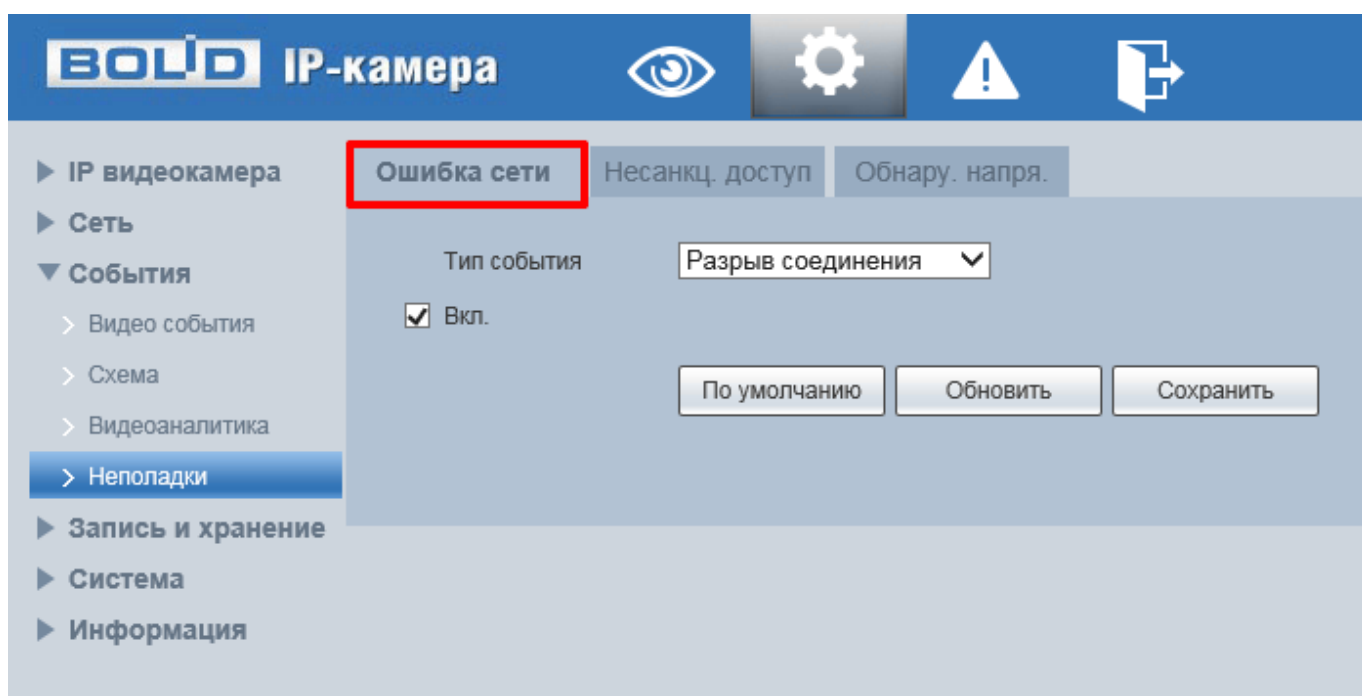 BOLID IP-камера
IP видеокамера
Сеть
События
Видео события
Схема
Видеоаналитика
Неполадки
Запись и хранение
Система
Информация
Ошибка сети Несанкц. доступ Обнару. напря.
Тип события Разрыв соединения
Вкл.
По умолчанию Обновить Сохранить